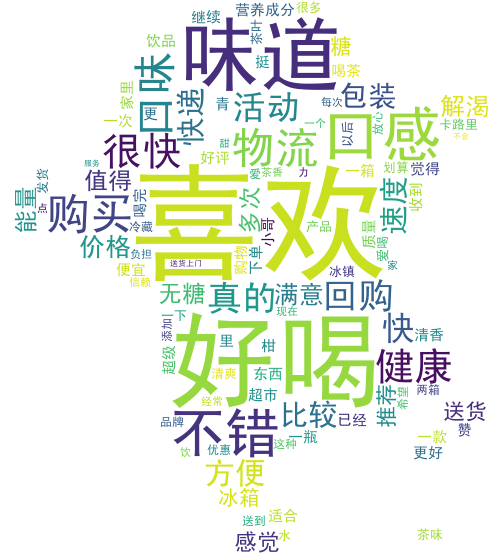 营养成分
很多
继续
茶叶
味道
饮品
挺
糖
喝茶
口味
家里
更
快递
青
活动
每次
包装
解渴
一次
一个
以后
放心
卡路里
很快
好评
甜
物流
口感
服务
不会
值得
爱
茶香
力
一箱
划算
觉得
能量
发货
购买
喝完
喜欢
多次
小哥
产品
质量
速度
收到
冷藏
价格
负担
送货上门
购物
下单
冰镇
爱喝
便宜
信赖
无糖
真的
满意
回购
现在
添加
下
好喝
里
柑
快
清香
超级
清爽
东西
健康
经常
超市
推荐
希望
两箱
品牌
不错
比较
已经
送货
赞
饮
优惠
一瓶
这种
一款
更好
方便
冰箱
送到
适合
感觉
水
茶味